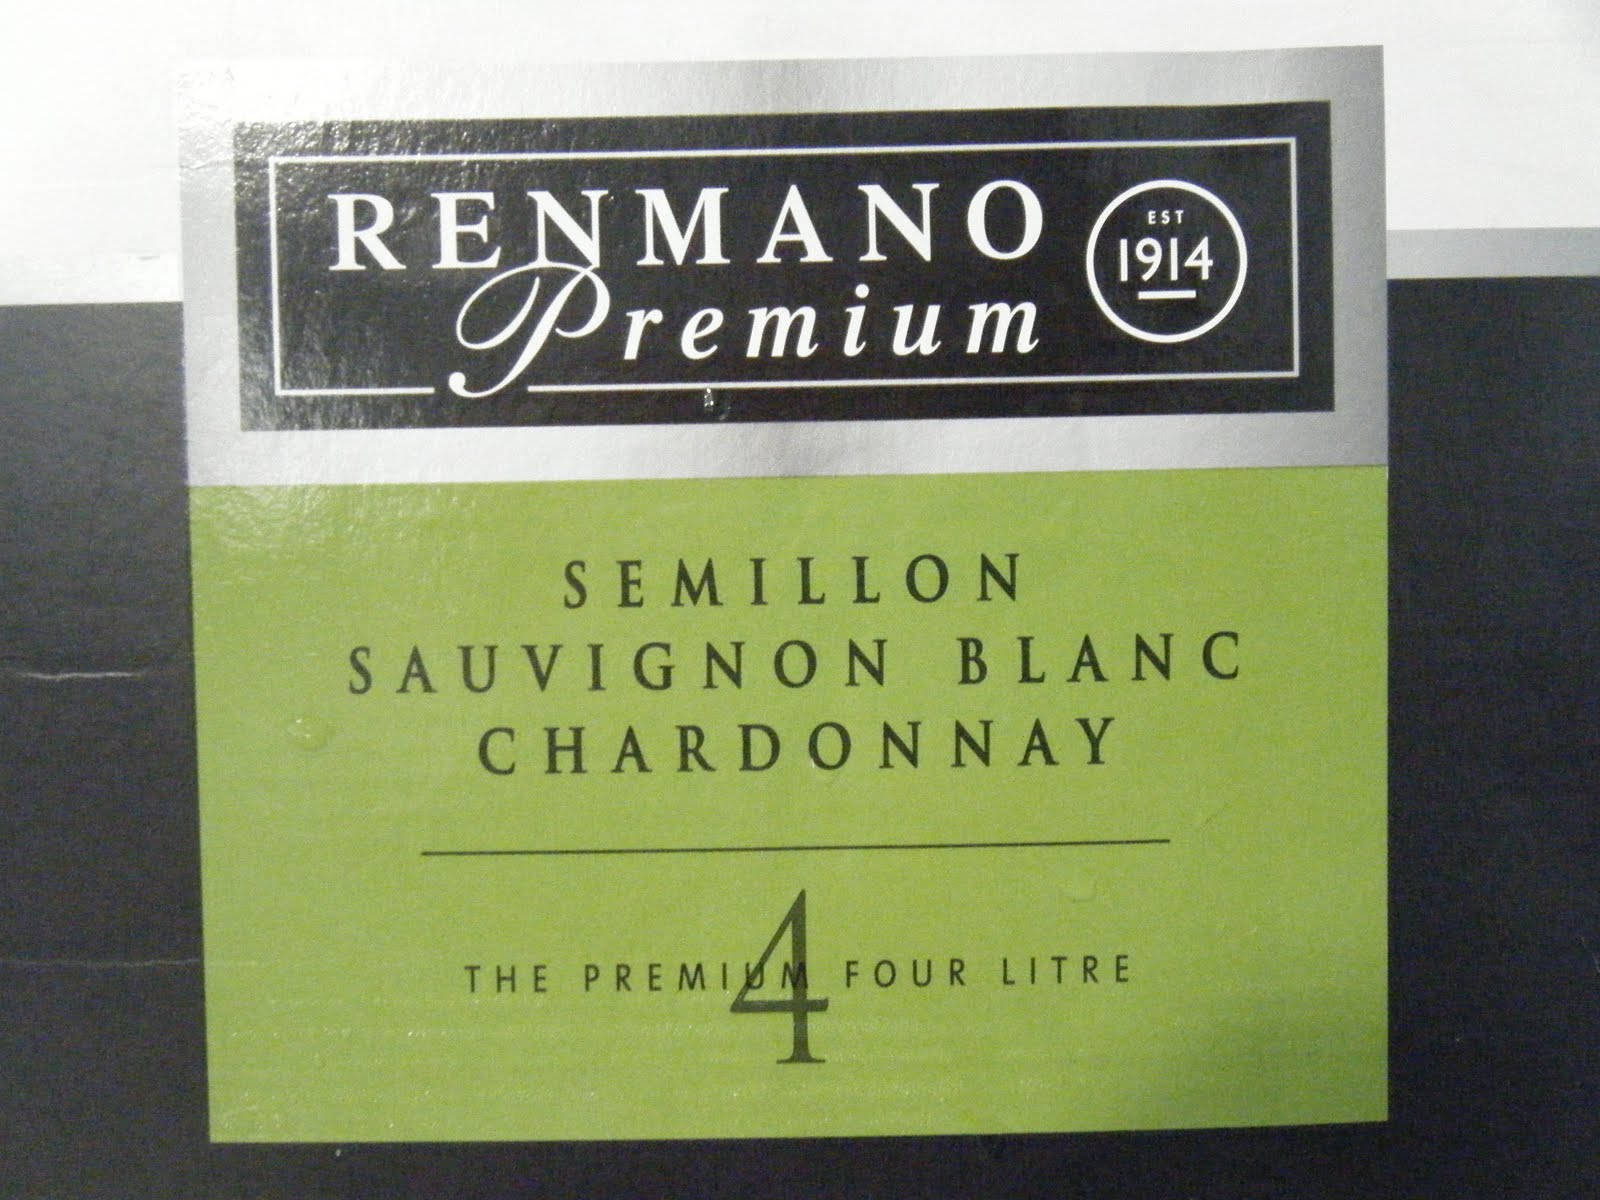 RENMANO
Premium
EST
1914
SEMILLON
SAUVIGNON BLANC
CHARDONNAY
4
THE PREMIUM FOUR LITRE